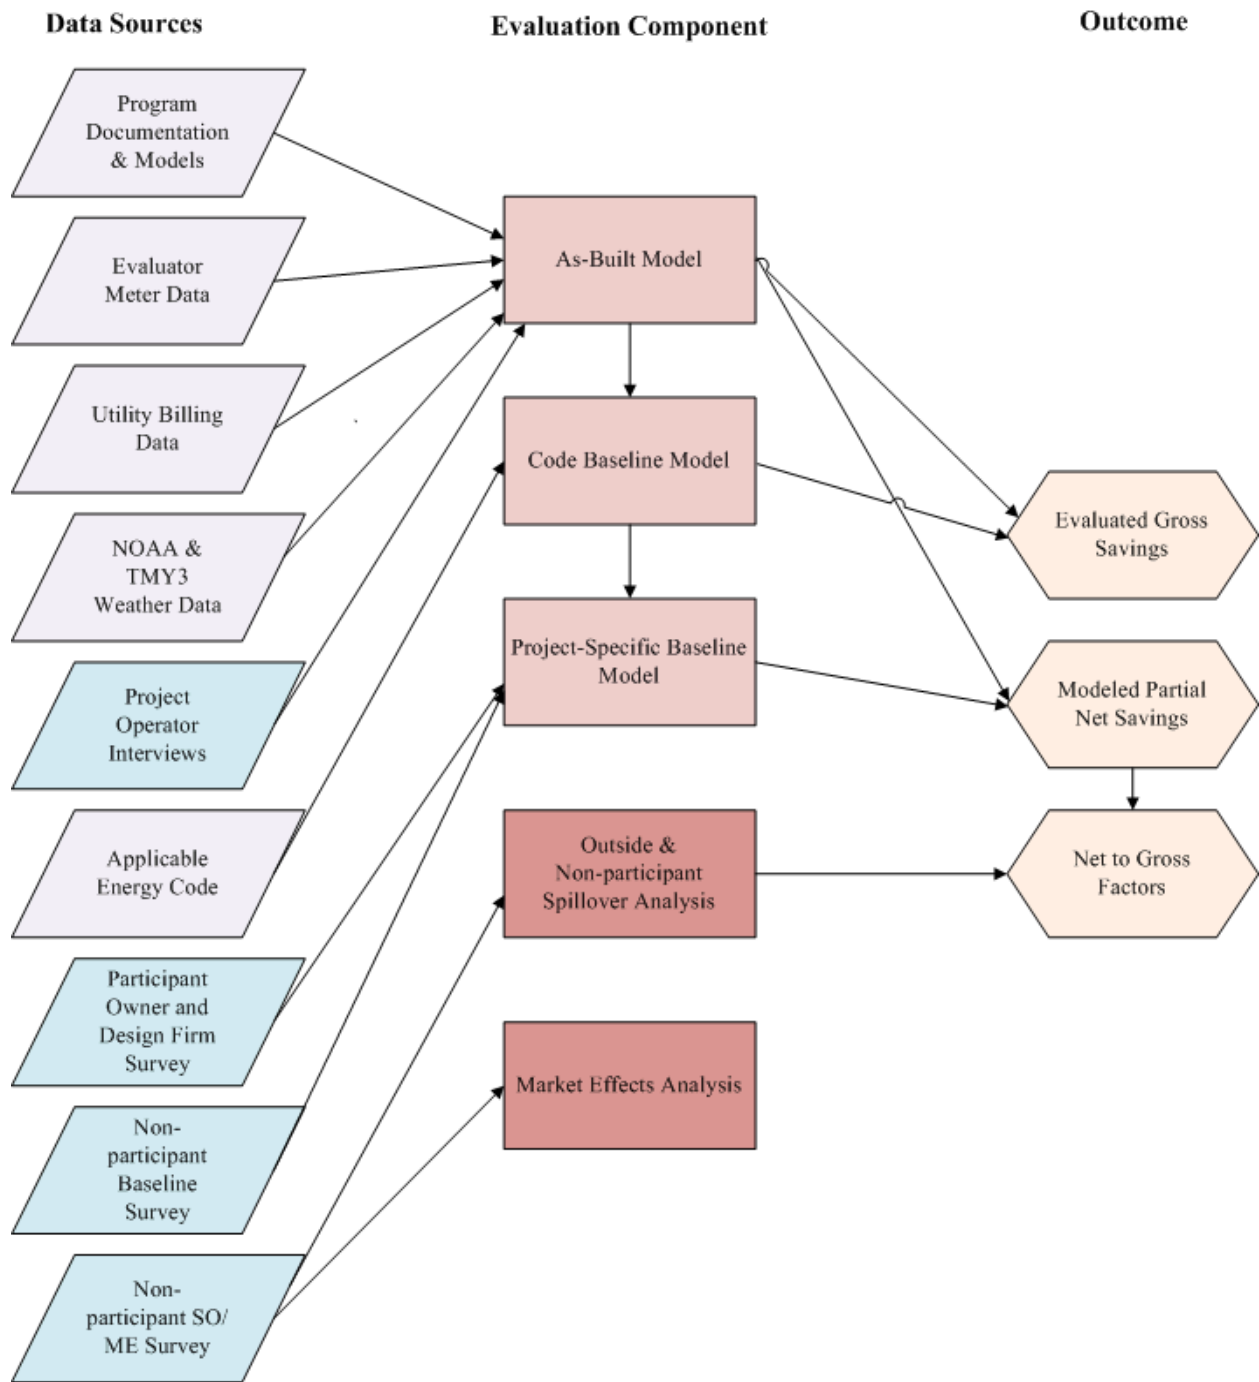 Data Sources
Evaluation Component
Outcome
Program
Documentation
& Models
Evaluator
Meter Data
Utility Billing
Data
NOAA &
TMY3
Weather Data
Project
Operator
Interviews
Applicable
Energy Code
Participant
Owner and
Design Firm
Survey
Non-
participant
Baseline
Survey
Non-
participant SO/
ME Survey
As-Built Model
Code Baseline Model
Project-Specific Baseline
Model
Outside &
Non-participant
Spillover Analysis
Market Effects Analysis
Evaluated Gross
Savings
Modeled Partial
Net Savings
Net to Gross
Factors